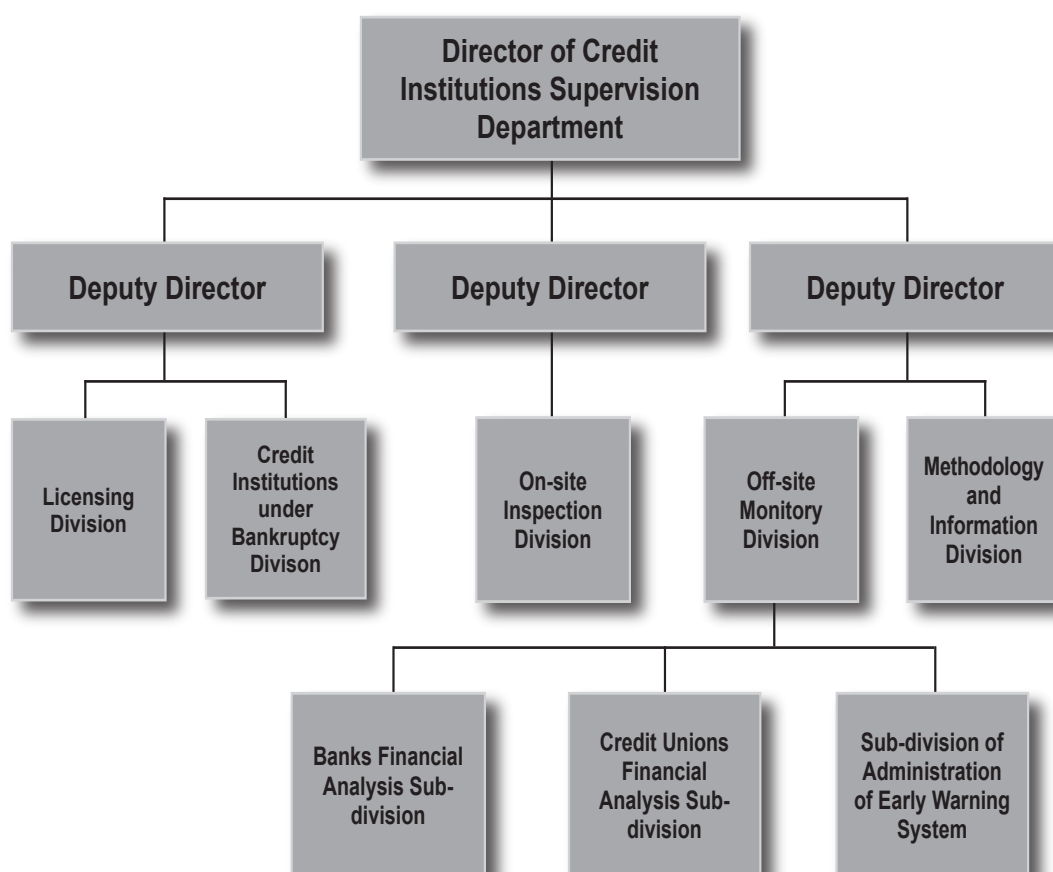 Director of Credit
Institutions Supervision
Department
Deputy Director
Deputy Director
Deputy Director
Licensing
Division
Credit
Institutions
under
Bankruptcy
Divison
On-site
Inspection
Division
Off-site
Monitory
Division
Methodology
and
Information
Division
Banks Financial
Analysis Sub-
division
Credit Unions
Financial
Analysis Sub-
division
Sub-division of
Administration
of Early Warning
System